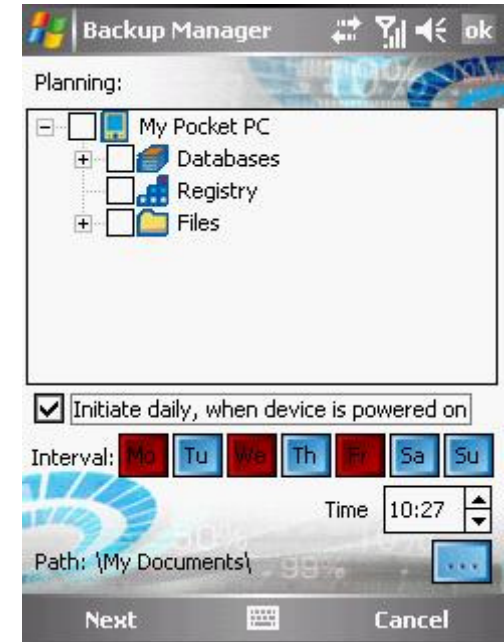 Backup Manager ok
Planning:
My Pocket PC
Databases
Registry
Files
Initiate daily, when device is powered on
Interval: Mo Tu We Th Fr Sa Su
Time 10:27
Path: \My Documents\ ...
Next Cancel